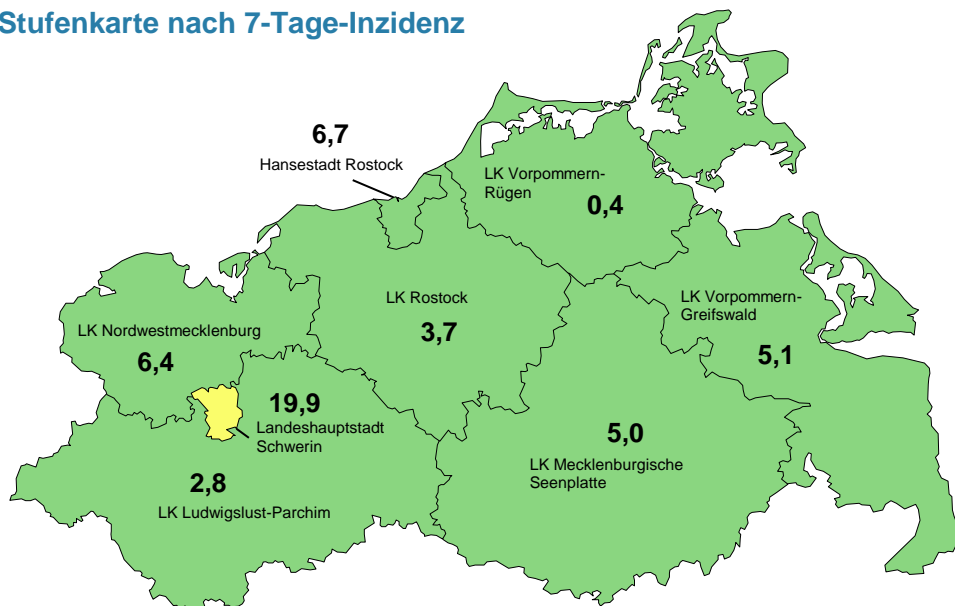 Stufenkarte nach 7-Tage-Inzidenz
6,7
Hansestadt Rostock
LK Vorpommern-
Rügen
0,4
LK Rostock
3,7
LK Vorpommern-
Greifswald
5,1
LK Nordwestmecklenburg
6,4
19,9
Landeshauptstadt
Schwerin
5,0
LK Mecklenburgische
Seenplatte
2,8
LK Ludwigslust-Parchim